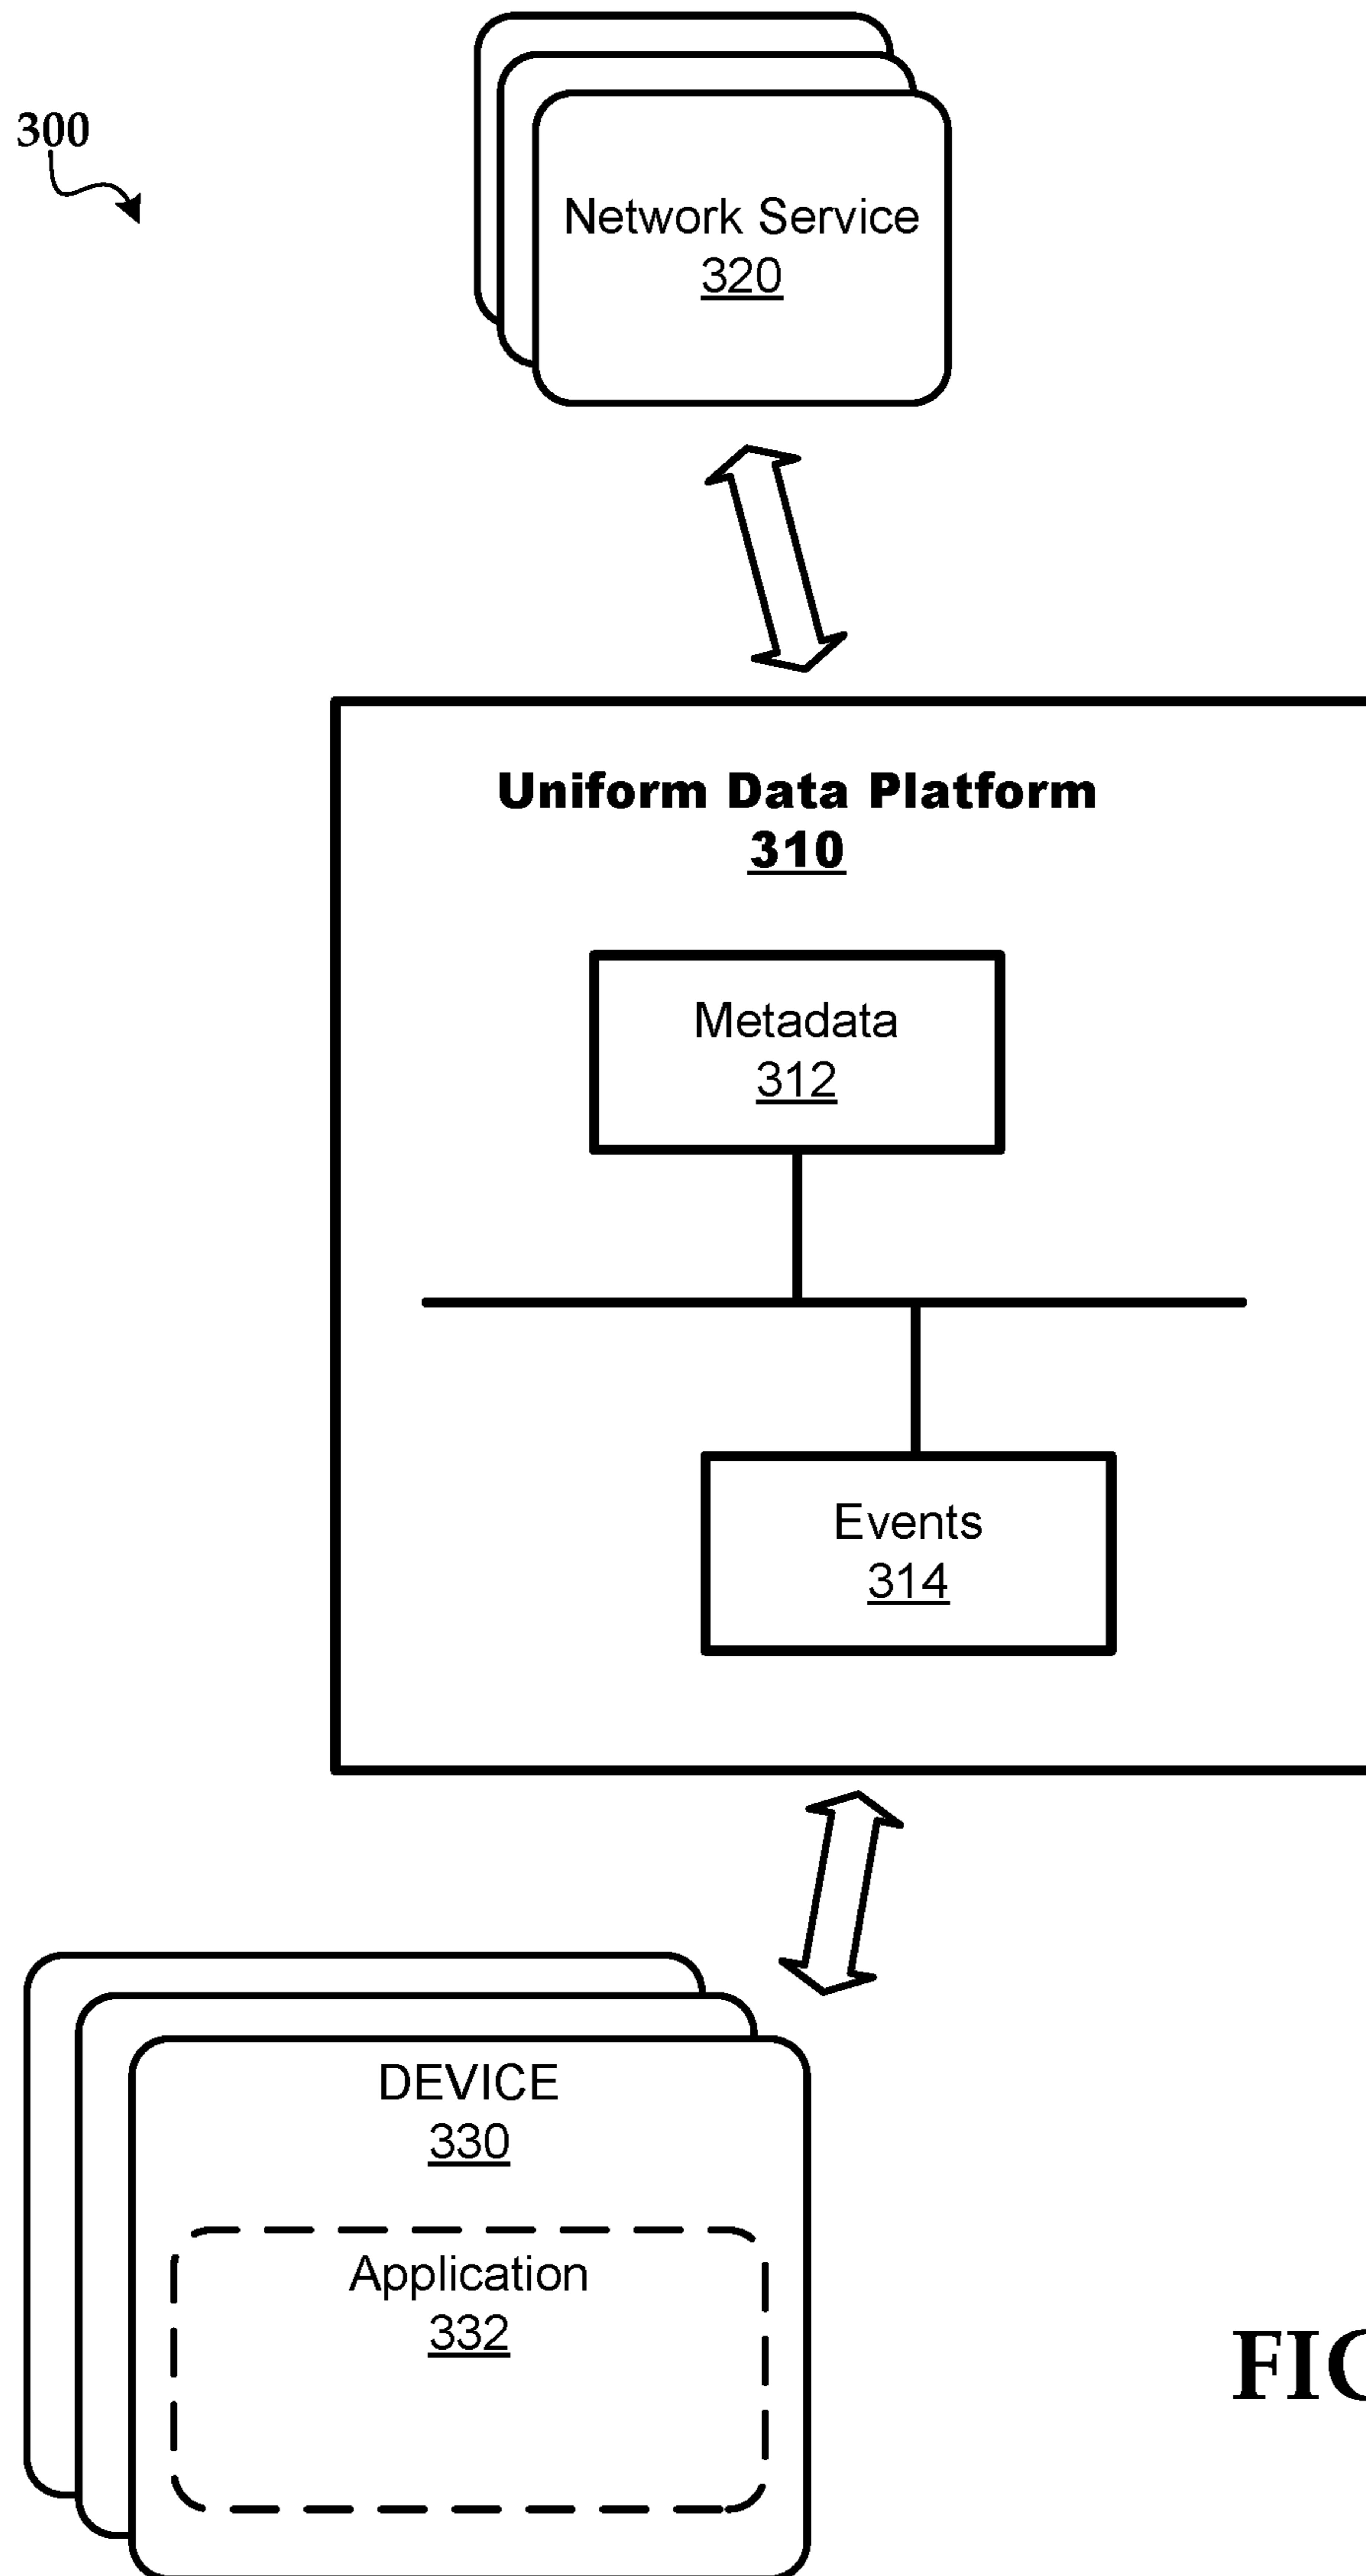 300
Network Service
320
Uniform Data Platform
310
Metadata
312
Events
314
DEVICE
330
Application
332